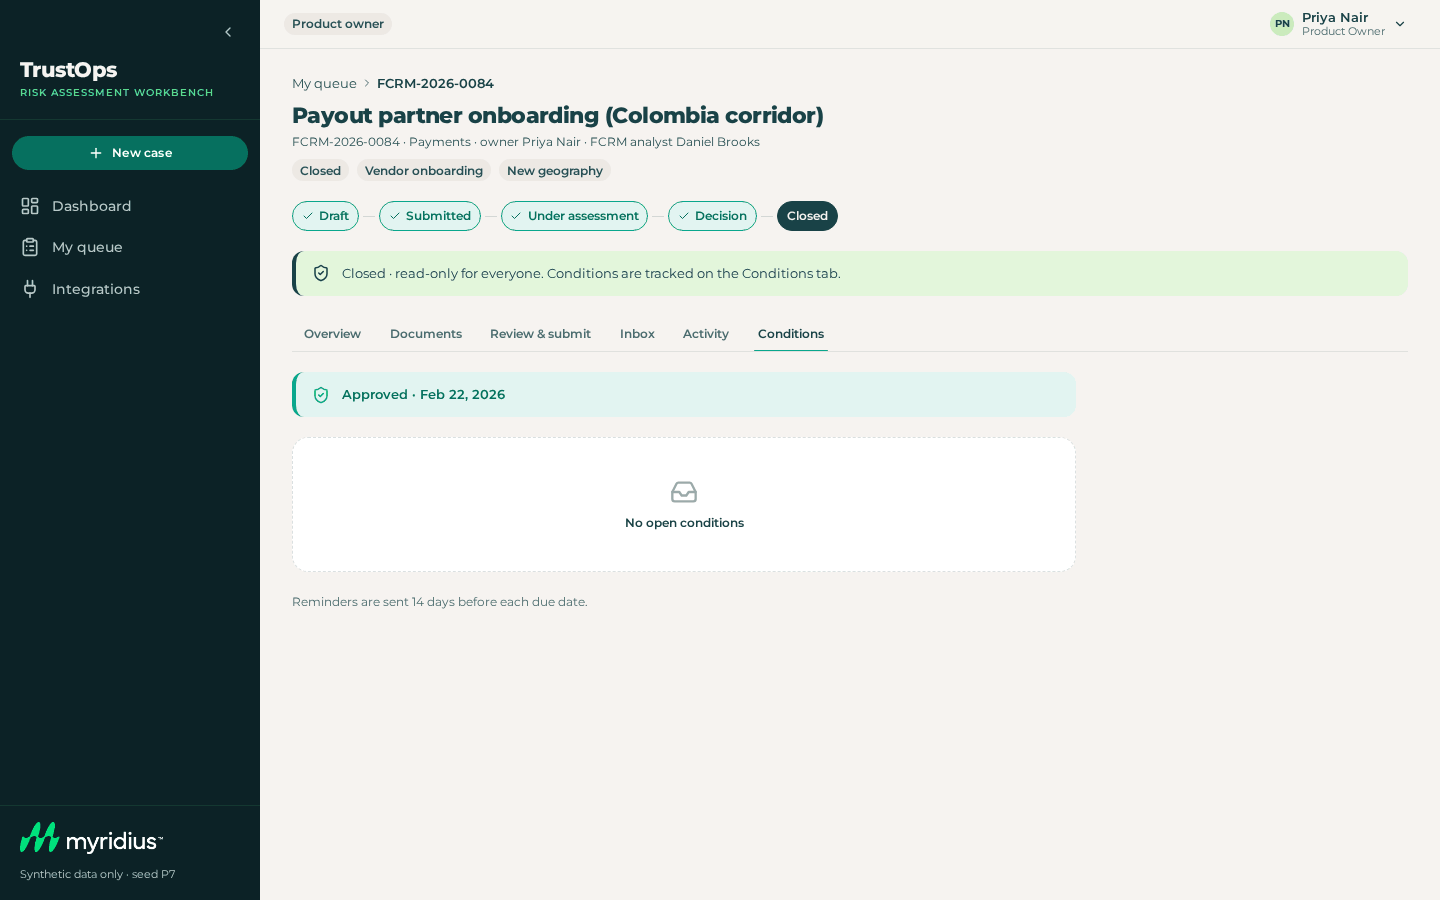 Product owner
PN
Priya Nair
Product Owner
TrustOps
RISK ASSESSMENT WORKBENCH
New case
Dashboard
My queue
Integrations
myridius™
Synthetic data only · seed P7
My queue > FCRM-2026-0084
Payout partner onboarding (Colombia corridor)
FCRM-2026-0084 · Payments · owner Priya Nair · FCRM analyst Daniel Brooks
Closed Vendor onboarding New geography
Draft Submitted Under assessment Decision Closed
Closed · read-only for everyone. Conditions are tracked on the Conditions tab.
Overview Documents Review & submit Inbox Activity Conditions
Approved · Feb 22, 2026
No open conditions
Reminders are sent 14 days before each due date.